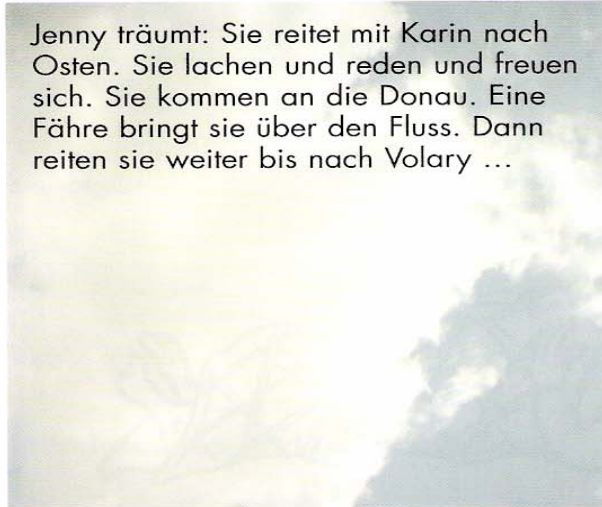 Jenny träumt: Sie reitet mit Karin nach
Osten. Sie lachen und reden und freuen
sich. Sie kommen an die Donau. Eine
Fähre bringt sie über den Fluss. Dann
reiten sie weiter bis nach Volary ...